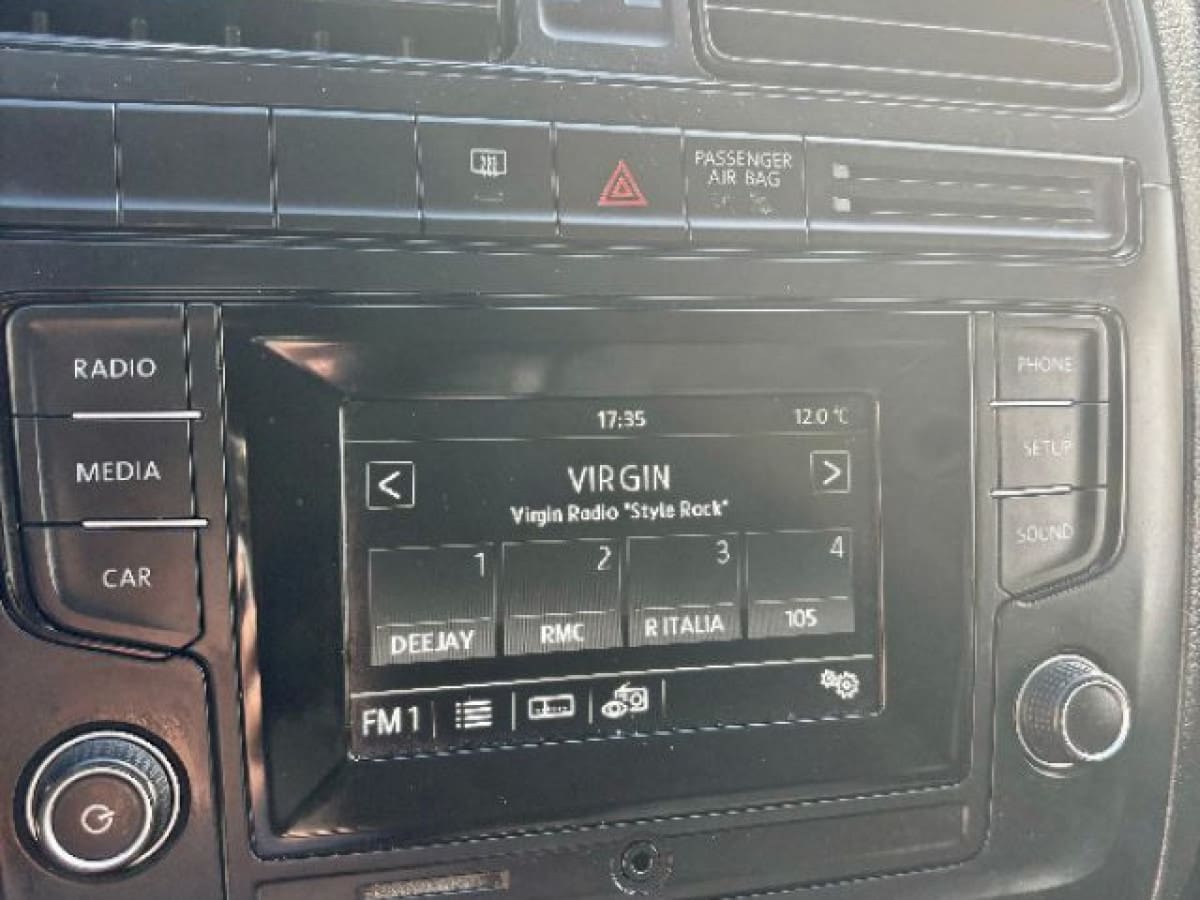 PASSENGER
AIR BAG
RADIO
MEDIA
CAR
PHONE
SETUP
SOUND
17:35
12.0 °C
<
VIRGIN
>
Virgin Radio "Style Rock"
1
2
3
4
DEEJAY
RMC
R ITALIA
105
FM 1